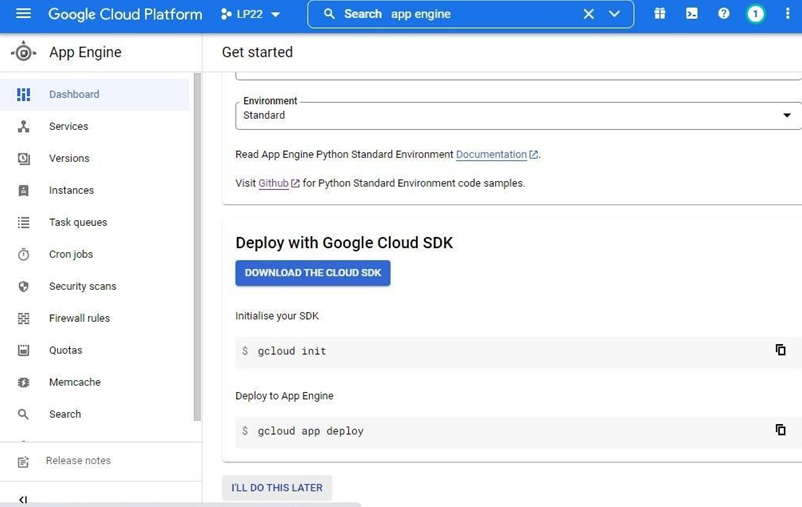 Google Cloud Platform
LP22
Search app engine
1
App Engine
Get started
Dashboard
Services
Versions
Instances
Task queues
Cron jobs
Security scans
Firewall rules
Quotas
Memcache
Search
Release notes
Environment
Standard
Read App Engine Python Standard Environment Documentation.
Visit Github for Python Standard Environment code samples.
Deploy with Google Cloud SDK
DOWNLOAD THE CLOUD SDK
Initialise your SDK
$ gcloud init
Deploy to App Engine
$ gcloud app deploy
I'LL DO THIS LATER